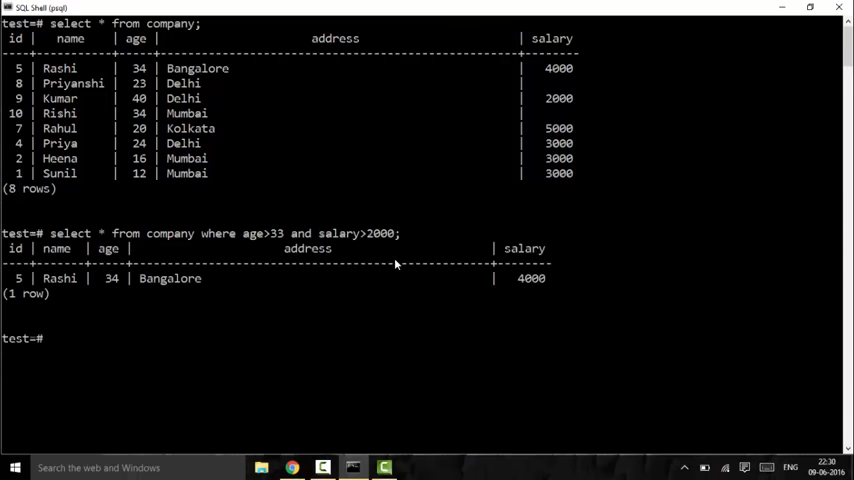 SQL Shell (psql)
test=# select * from company;
id | name | age | address | salary
----+-----------+-----+----------------------------------------------------+--------
5 | Rashi | 34 | Bangalore | 4000
8 | Priyanshi | 23 | Delhi |
9 | Kumar | 40 | Delhi | 2000
10 | Rishi | 34 | Mumbai |
7 | Rahul | 20 | Kolkata | 5000
4 | Priya | 24 | Delhi | 3000
2 | Heena | 16 | Mumbai | 3000
1 | Sunil | 12 | Mumbai | 3000
(8 rows)
test=# select * from company where age>33 and salary>2000;
id | name | age | address | salary
----+-------+-----+----------------------------------------------------+--------
5 | Rashi | 34 | Bangalore | 4000
(1 row)
test=#
Search the web and Windows
ENG
22:30
09-06-2016